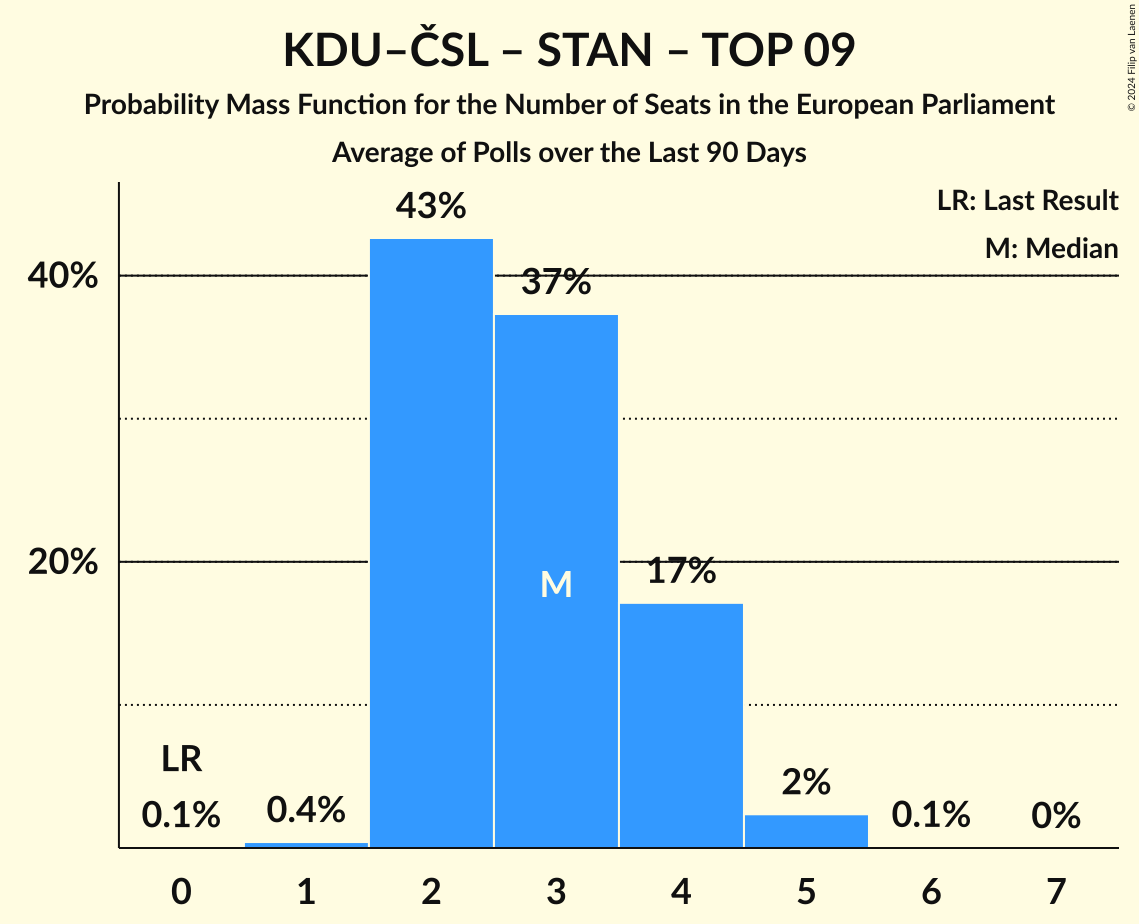 KDU–ČSL – STAN – TOP 09
Probability Mass Function for the Number of Seats in the European Parliament
Average of Polls over the Last 90 Days
© 2024 Filip van Laenen
LR: Last Result
M: Median
43%
40%
37%
20%
17%
M
LR
0.1%
0.4%
2%
0.1%
0%
0 1 2 3 4 5 6 7